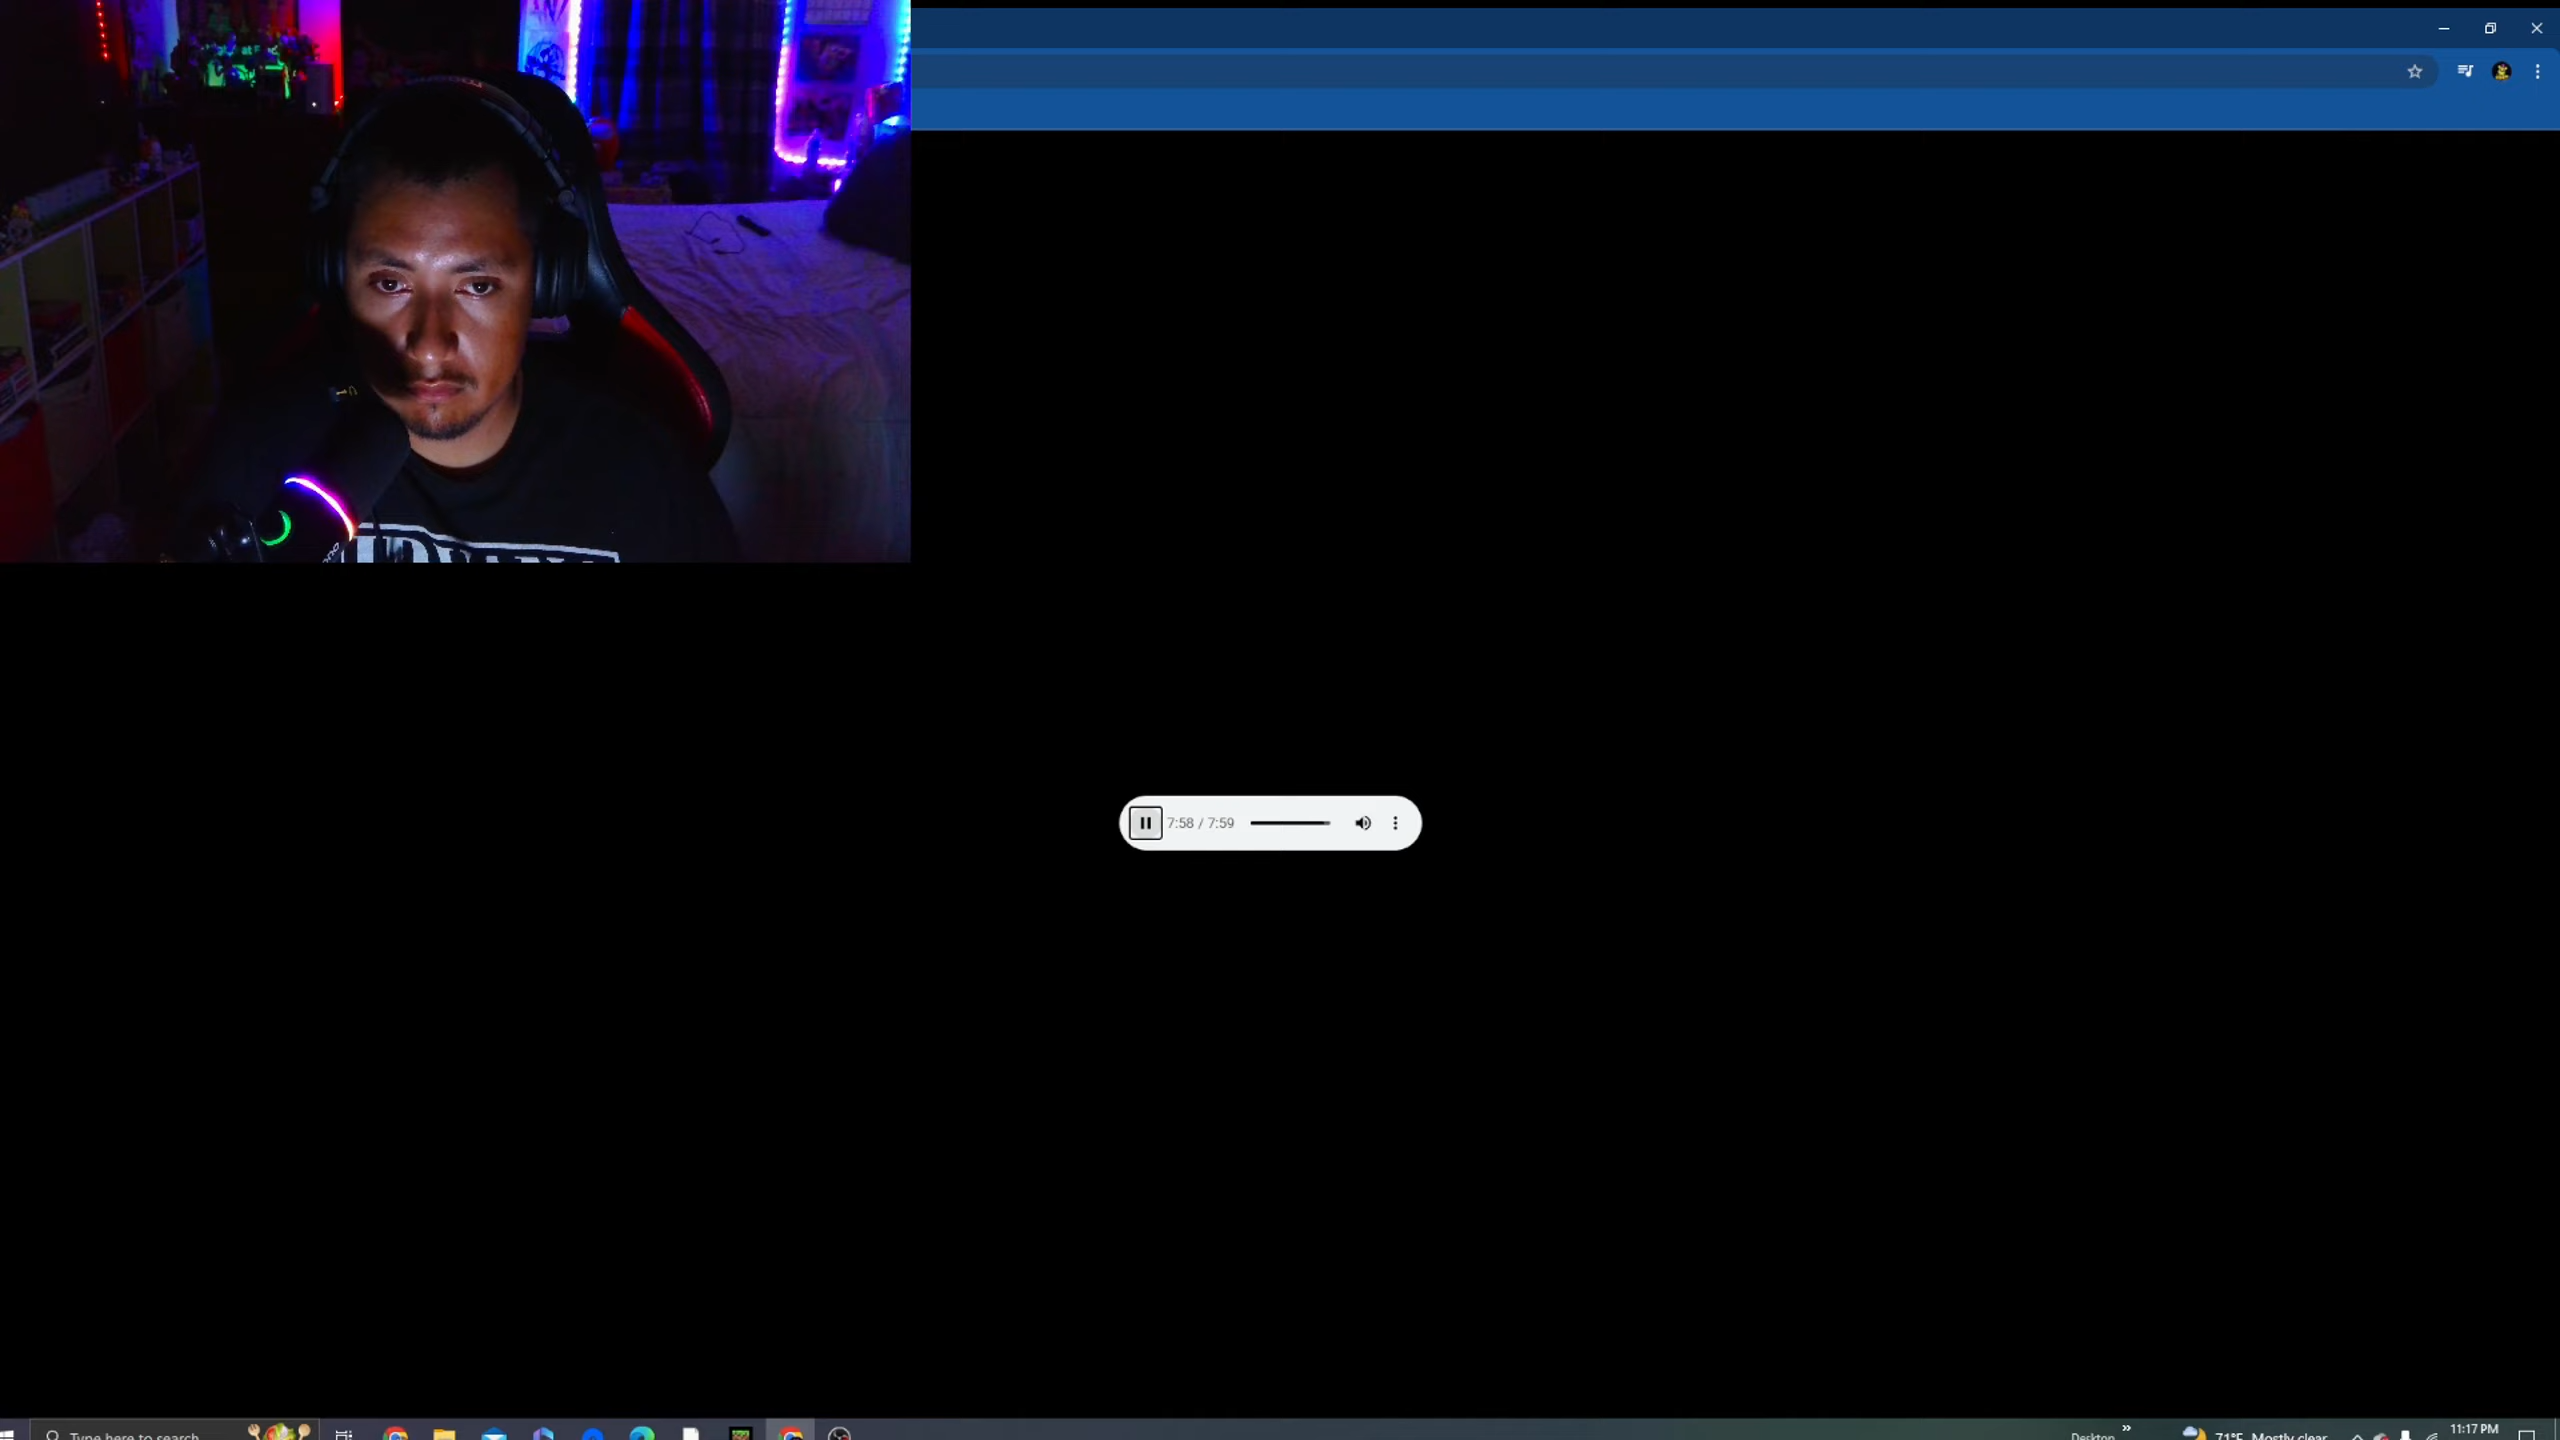 7:58 / 7:59
Type here to search
Desktop
71°F Mostly clear
11:17 PM